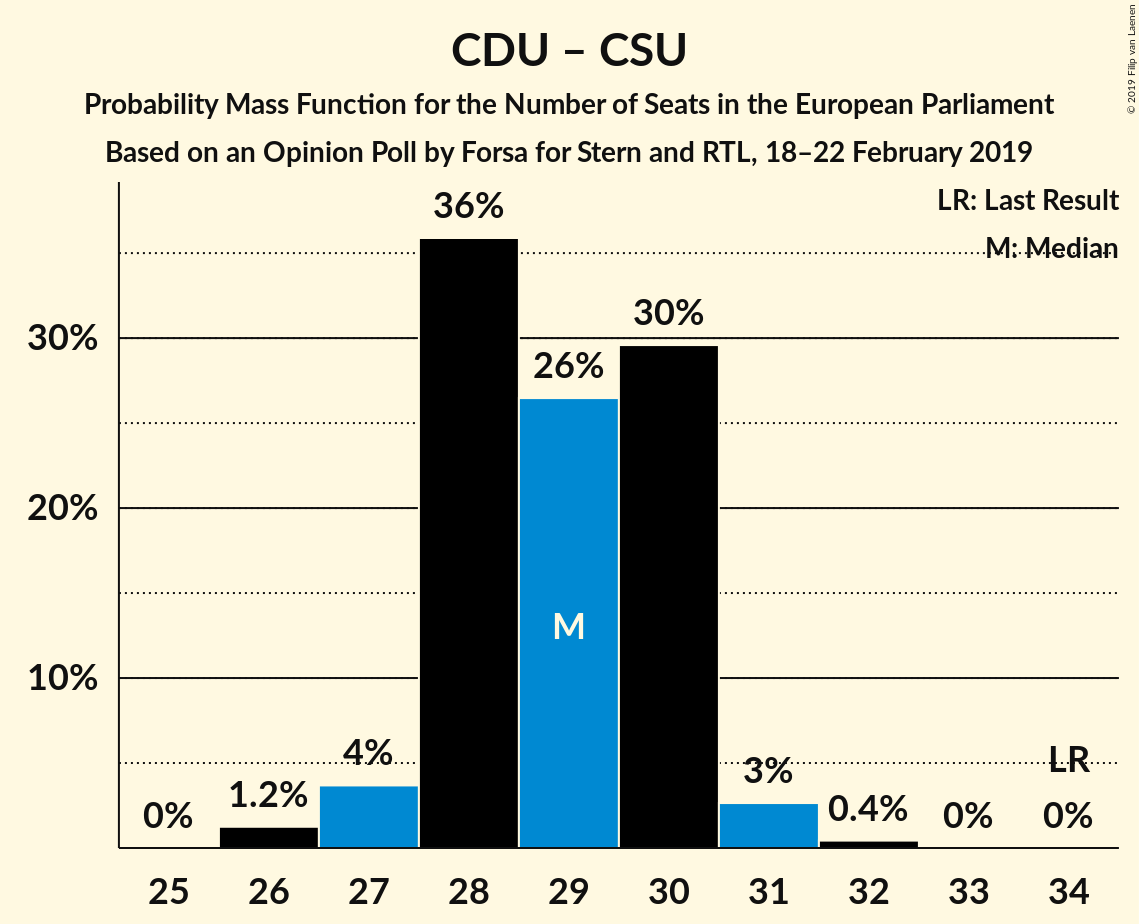 © 2019 Filip van Laenen
CDU – CSU
Probability Mass Function for the Number of Seats in the European Parliament
Based on an Opinion Poll by Forsa for Stern and RTL, 18–22 February 2019
LR: Last Result
M: Median
36%
30%
26%
30%
20%
10%
M
4%
3%
LR
1.2%
0.4%
0%
0%
0%
25 26 27 28 29 30 31 32 33 34